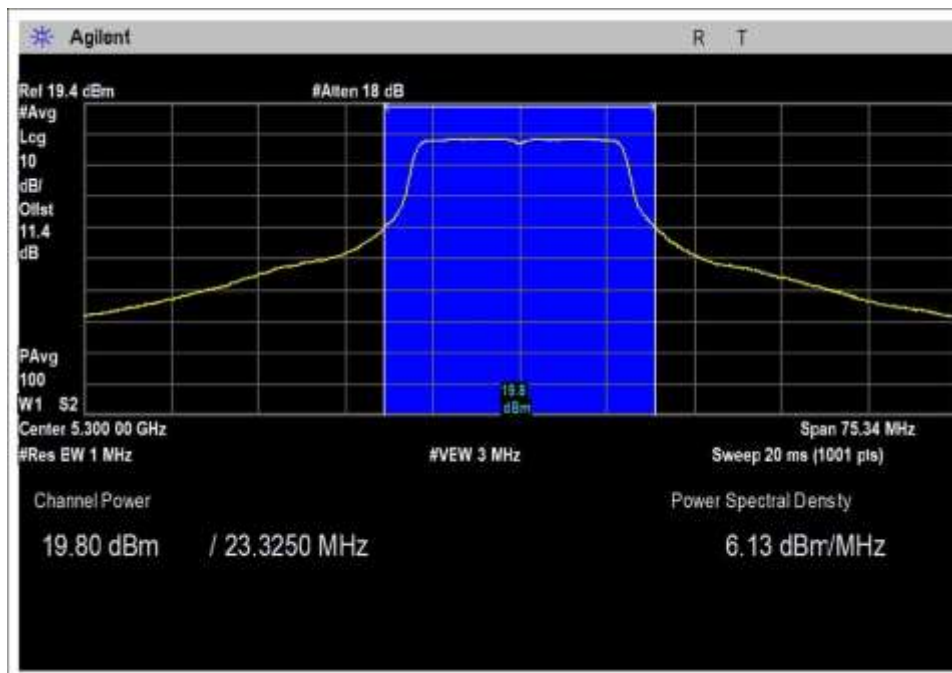 Agilent
R T
Ref 19.4 dBm #Atten 18 dB
#Avg
Log
10
dB/
Offst
11.4
dB
PAvg
100
W1 S2
19.8
dBm
Center 5.300 00 GHz Span 75.34 MHz
#Res BW 1 MHz #VBW 3 MHz Sweep 20 ms (1001 pts)
Channel Power Power Spectral Density
19.80 dBm / 23.3250 MHz 6.13 dBm/MHz